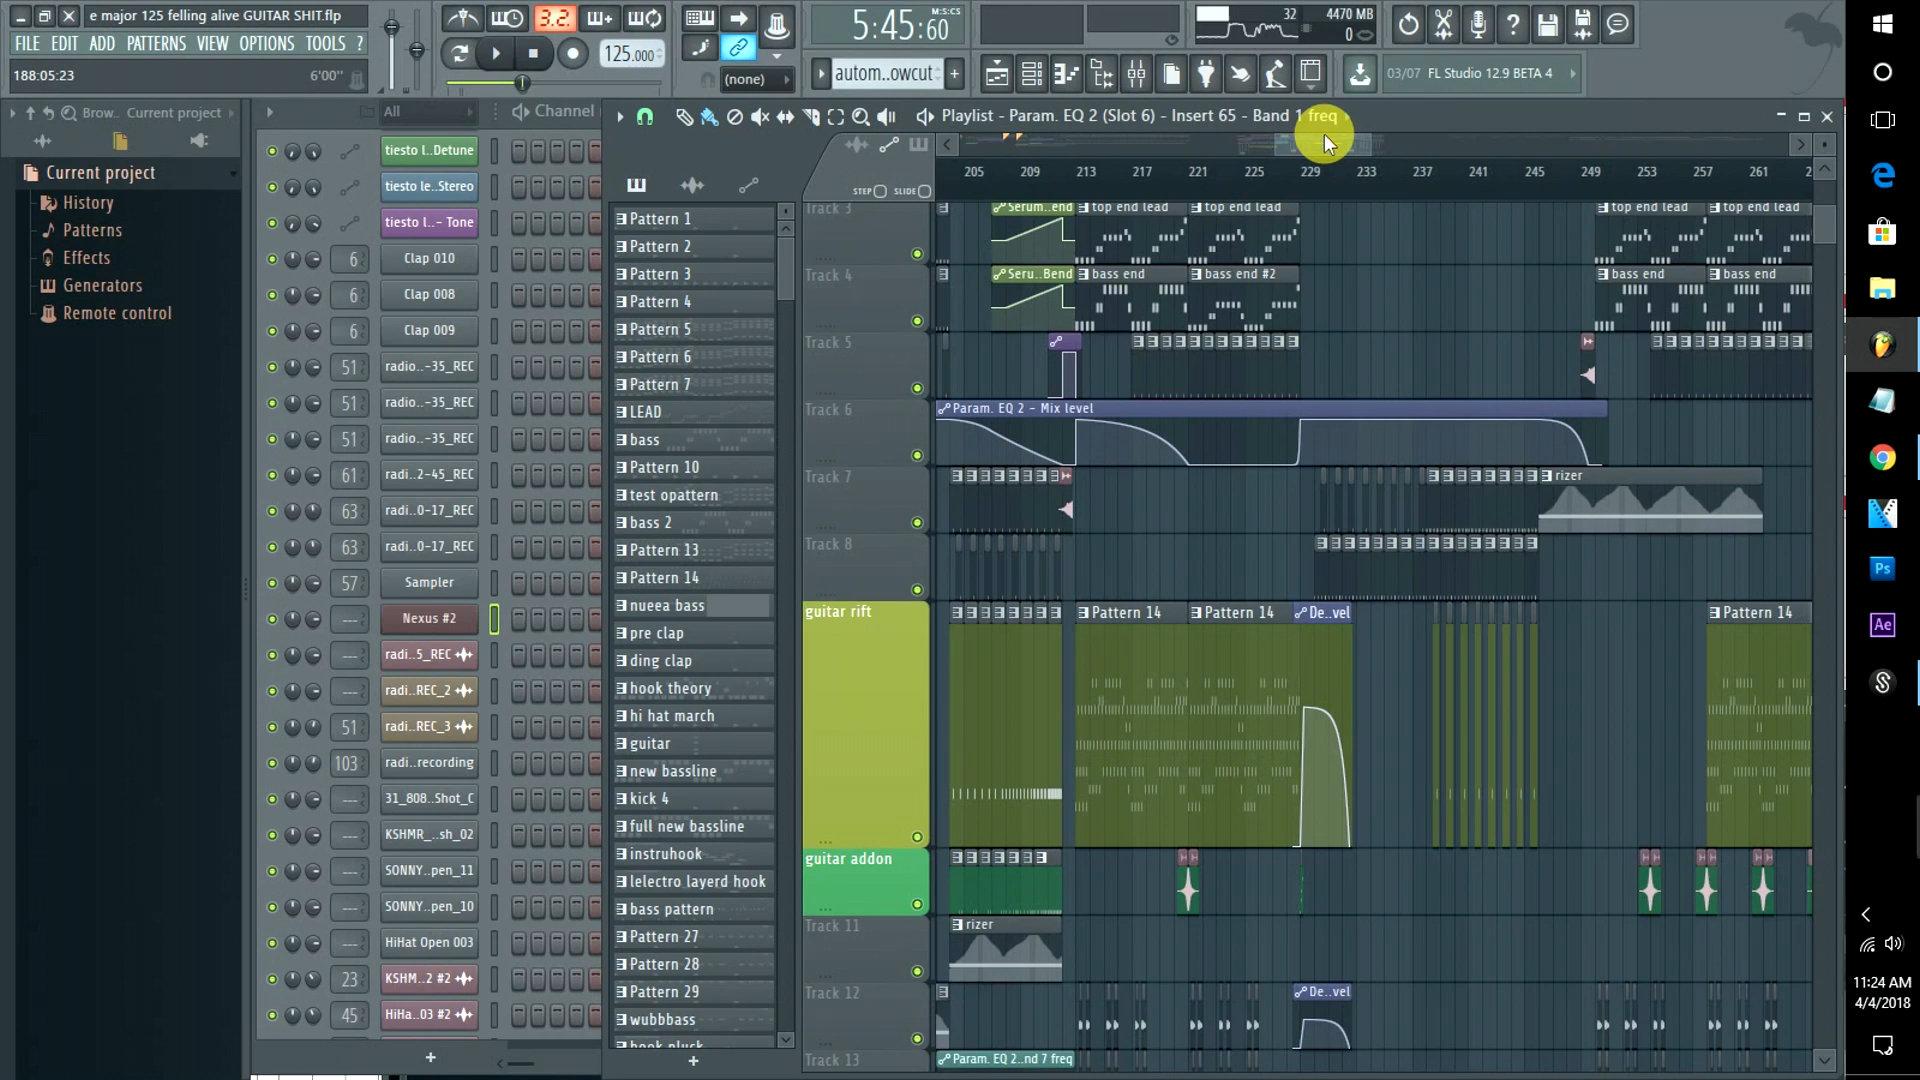 e major 125 felling alive GUITAR SHIT.flp
FILE EDIT ADD PATTERNS VIEW OPTIONS TOOLS ?
188:05:23 6'00"
3.2.
125.000
5:45:60
M:S:CS
(none)
autom..owcut
32 4470 MB
0
03/07 FL Studio 12.9 BETA 4
Brow.. Current project
Current project
History
Patterns
Effects
Generators
Remote control
All Channel
tiesto l..Detune
tiesto le..Stereo
tiesto l..- Tone
6 Clap 010
6 Clap 008
6 Clap 009
51 radio..-35_REC
51 radio..-35_REC
51 radio..-35_REC
61 radi..2-45_REC
63 radi..0-17_REC
63 radi..0-17_REC
57 Sampler
--- Nexus #2
--- radi..5_REC
--- radi..REC_2
51 radi..REC_3
103 radi..recording
--- 31_808..Shot_C
--- KSHMR_..sh_02
--- SONNY..pen_11
--- SONNY..pen_10
--- HiHat Open 003
23 KSHM..2 #2
45 HiHa..03 #2
Playlist - Param. EQ 2 (Slot 6) - Insert 65 - Band 1 freq
STEP SLIDE
205 209 213 217 221 225 229 233 237 241 245 249 253 257 261 2
Pattern 1
Pattern 2
Pattern 3
Pattern 4
Pattern 5
Pattern 6
Pattern 7
LEAD
bass
Pattern 10
test opattern
bass 2
Pattern 13
Pattern 14
nueea bass
pre clap
ding clap
hook theory
hi hat march
guitar
new bassline
kick 4
full new bassline
instruhook
lelectro layerd hook
bass pattern
Pattern 27
Pattern 28
Pattern 29
wubbbass
hook pluck
Track 3
Serum..end top end lead top end lead top end lead top end lead
Track 4
Seru..Bend bass end bass end #2 bass end bass end
Track 5
Track 6
Param. EQ 2 - Mix level
Track 7
rizer
Track 8
guitar rift
Pattern 14 Pattern 14 De..vel Pattern 14
guitar addon
Track 11
rizer
Track 12
De..vel
Track 13
Param. EQ 2..nd 7 freq
Ps
Ae
11:24 AM
4/4/2018